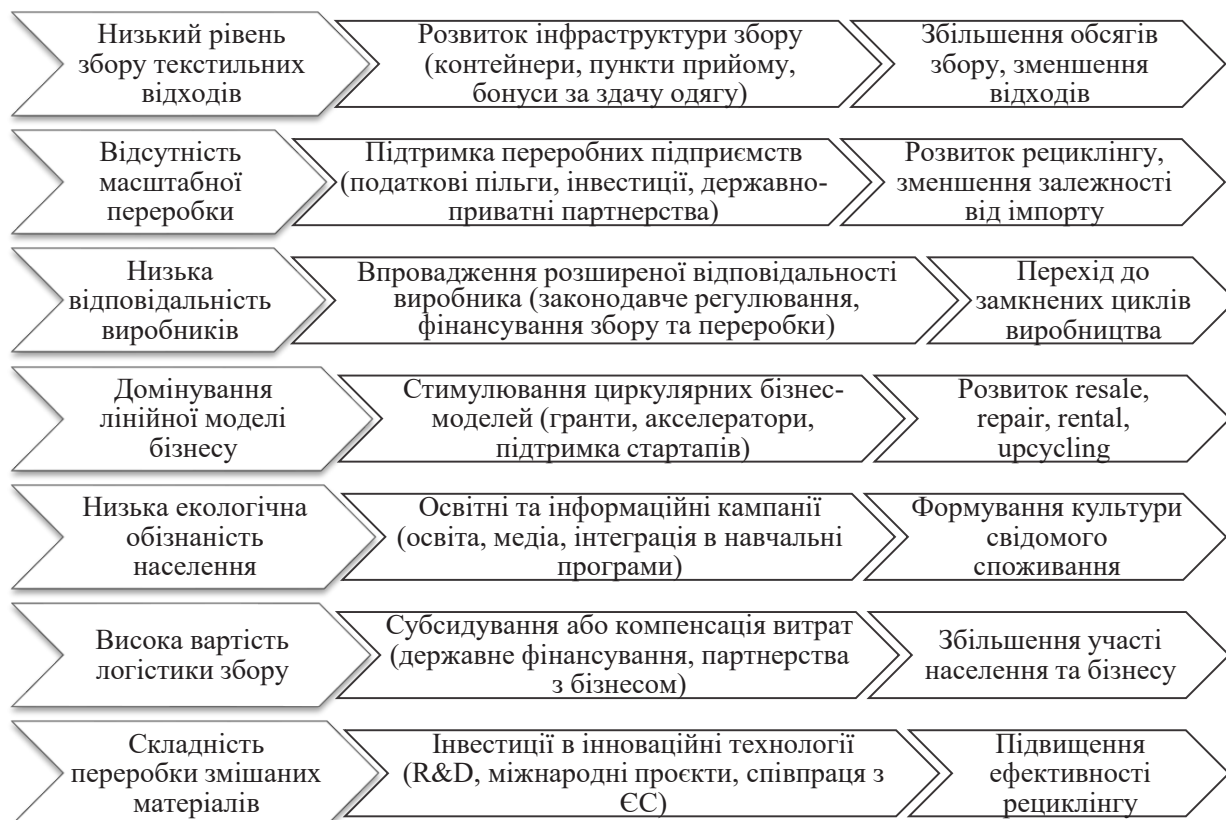 Низький рівень
збору текстильних
відходів
Розвиток інфраструктури збору
(контейнери, пункти прийому,
бонуси за здачу одягу)
Збільшення обсягів
збору, зменшення
відходів
Відсутність
масштабної
переробки
Підтримка переробних підприємств
(податкові пільги, інвестиції, державно-
приватні партнерства)
Розвиток рециклінгу,
зменшення залежності
від імпорту
Низька
відповідальність
виробників
Впровадження розширеної відповідальності
виробника (законодавче регулювання,
фінансування збору та переробки)
Перехід до
замкнених циклів
виробництва
Домінування
лінійної моделі
бізнесу
Стимулювання циркулярних бізнес-
моделей (гранти, акселератори,
підтримка стартапів)
Розвиток resale,
repair, rental,
upcycling
Низька екологічна
обізнаність
населення
Освітні та інформаційні кампанії
(освіта, медіа, інтеграція в навчальні
програми)
Формування культури
свідомого
споживання
Висока вартість
логістики збору
Субсидування або компенсація витрат
(державне фінансування, партнерства
з бізнесом)
Збільшення участі
населення та бізнесу
Складність
переробки змішаних
матеріалів
Інвестиції в інноваційні технології
(R&D, міжнародні проєкти, співпраця з
ЄС)
Підвищення
ефективності
рециклінгу